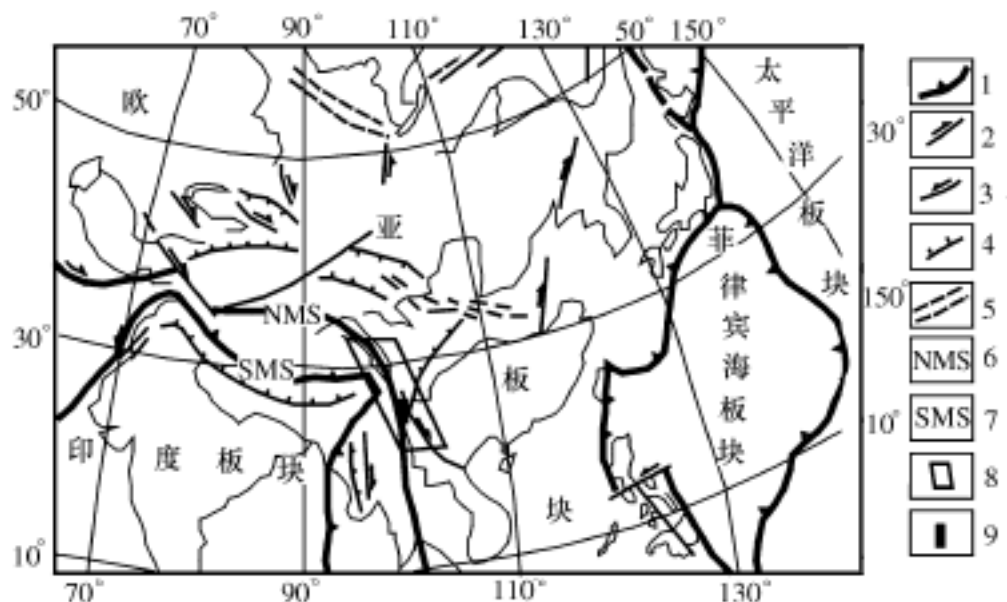 70° 90° 110° 130° 50° 150°
50°
30°
10°
30°
150°
10°
70° 90° 110° 130°
欧
亚
板
块
太
平
洋
板
块
菲
律
宾
海
板
块
印 度 板 块
NMS
SMS
1
2
3
4
5
NMS 6
SMS 7
8
9